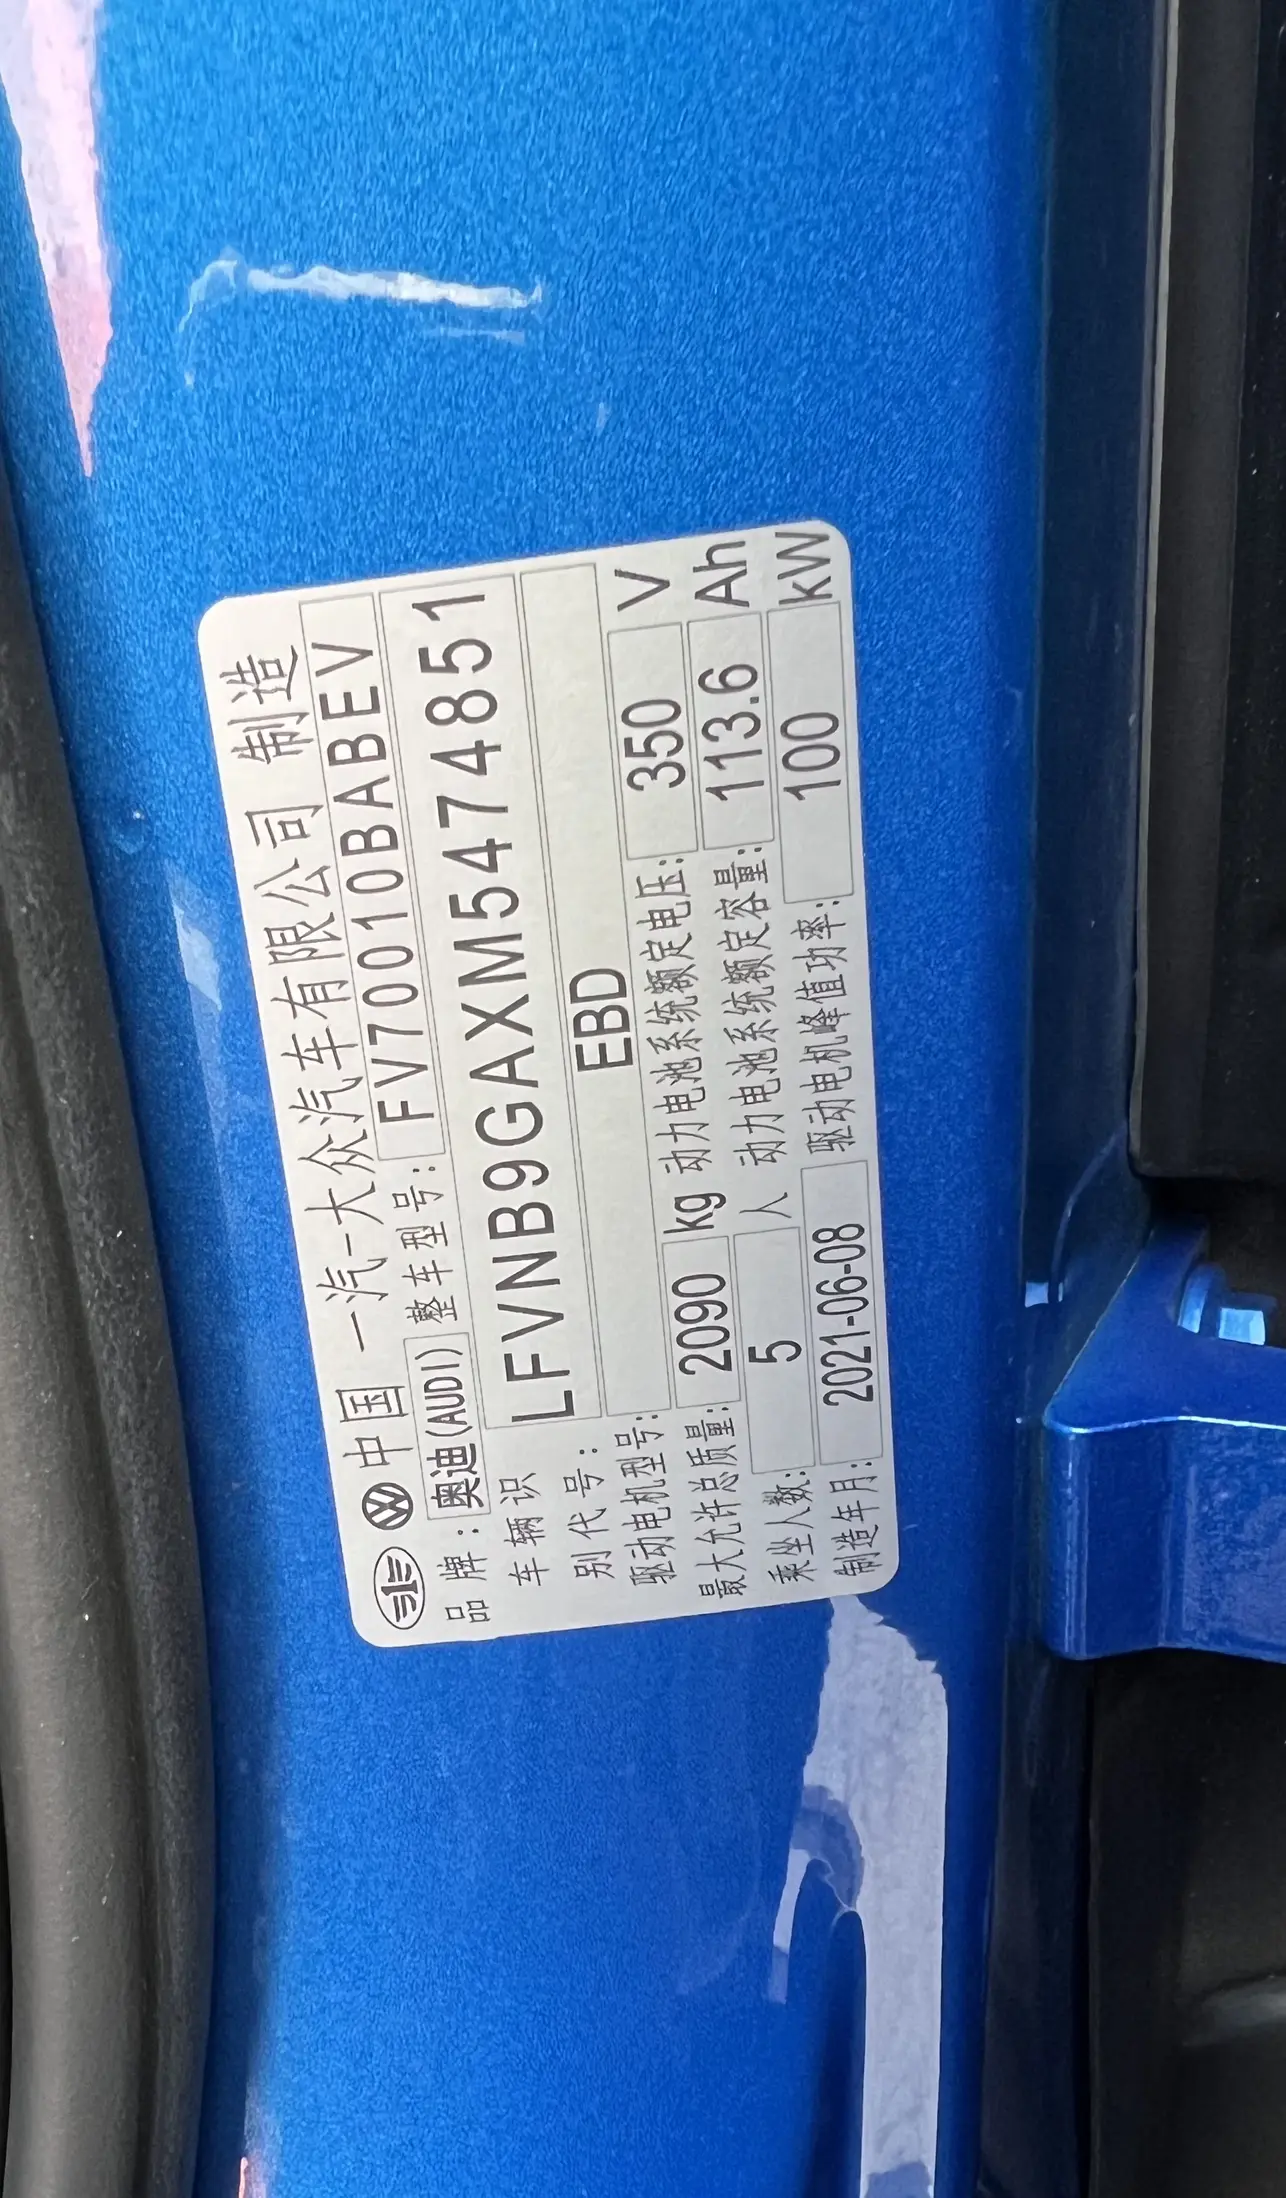 中国 一汽-大众汽车有限公司 制造
品牌: 奥迪(AUDI) 整车型号: FV70010BABEV
车辆识别代号: LFVNB9GAXM5474851
驱动电机型号: EBD
最大允许总质量: 2090 kg 动力电池系统额定电压: 350 V
乘坐人数: 5 人 动力电池系统额定容量: 113.6 Ah
制造年月: 2021-06-08 驱动电机峰值功率: 100 kW